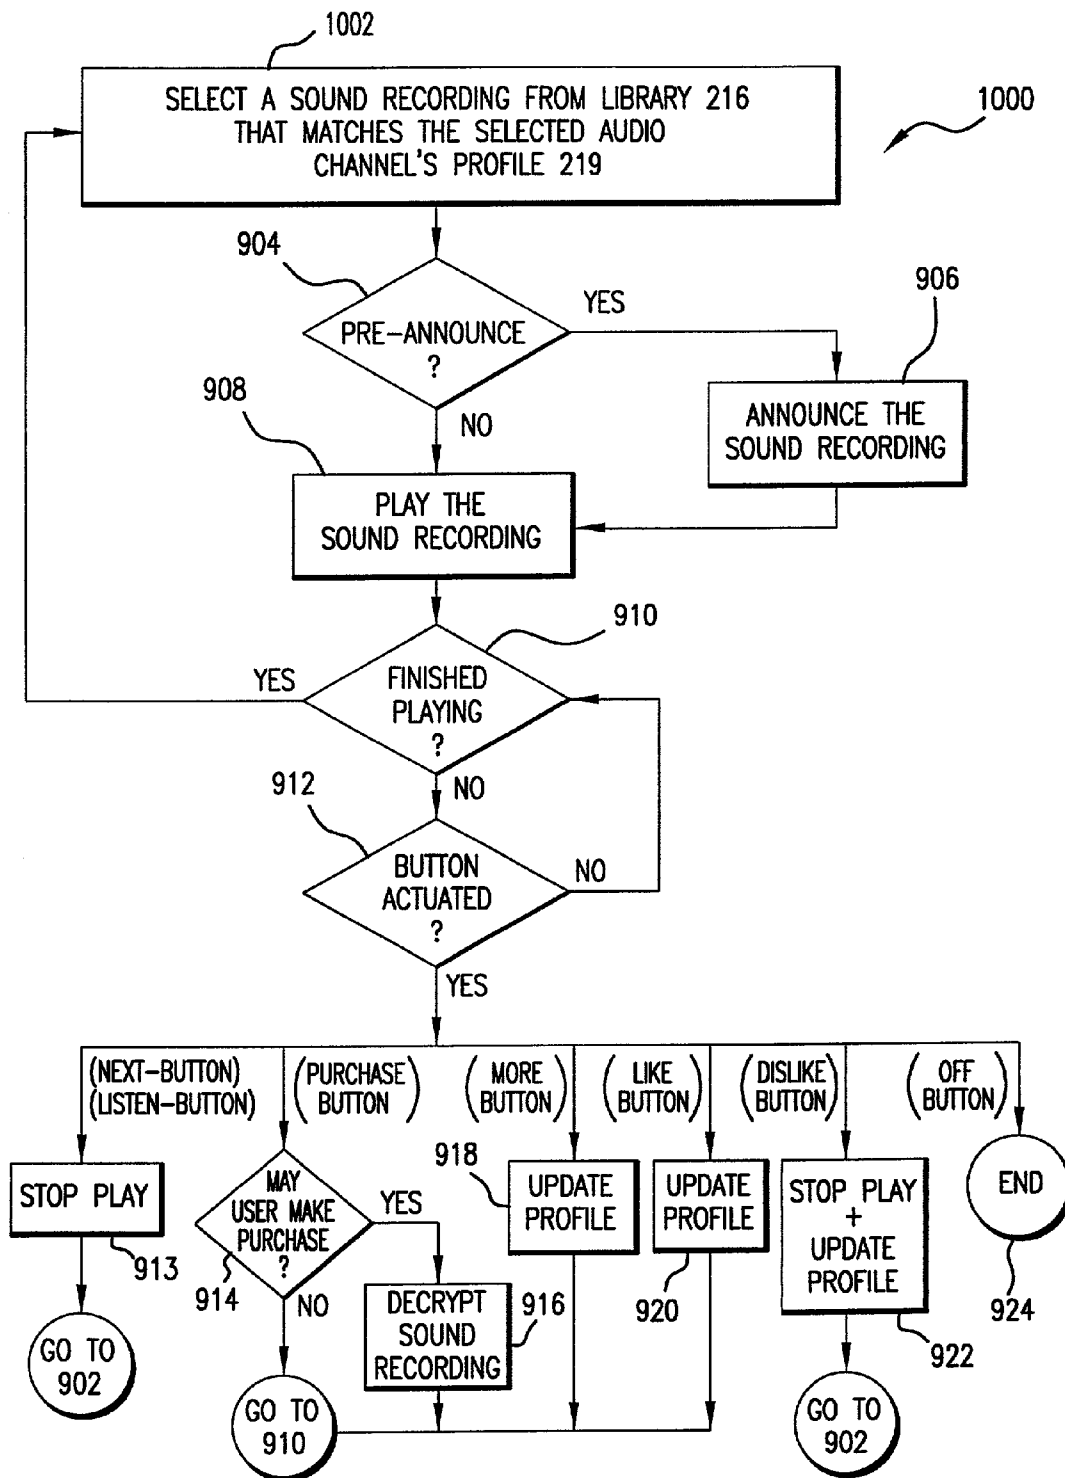 1002
SELECT A SOUND RECORDING FROM LIBRARY 216
THAT MATCHES THE SELECTED AUDIO
CHANNEL'S PROFILE 219
1000
904
PRE-ANNOUNCE
?
YES
NO
906
ANNOUNCE THE
SOUND RECORDING
908
PLAY THE
SOUND RECORDING
910
FINISHED
PLAYING
?
YES
NO
912
BUTTON
ACTUATED
?
NO
YES
(NEXT-BUTTON)
(LISTEN-BUTTON)
(PURCHASE
BUTTON)
(MORE
BUTTON)
(LIKE
BUTTON)
(DISLIKE
BUTTON)
(OFF
BUTTON)
STOP PLAY
913
GO TO
902
MAY
USER MAKE
PURCHASE
?
914
YES
NO
DECRYPT
SOUND
RECORDING
916
GO TO
910
918
UPDATE
PROFILE
UPDATE
PROFILE
920
STOP PLAY
+
UPDATE
PROFILE
922
GO TO
902
END
924